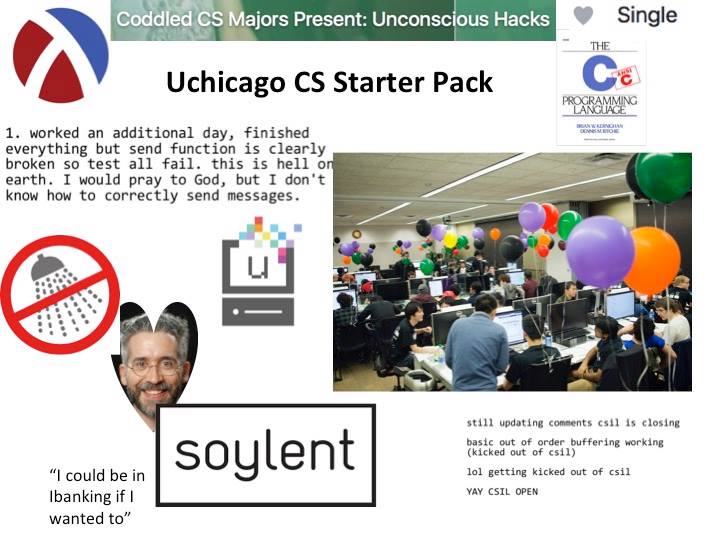 Coddled CS Majors Present: Unconscious Hacks
Single
Uchicago CS Starter Pack
THE
C
ANSI
C
PROGRAMMING
LANGUAGE
BRIAN W. KERNIGHAN
DENNIS M. RITCHIE
1. worked an additional day, finished
everything but send function is clearly
broken so test all fail. this is hell on
earth. I would pray to God, but I don't
know how to correctly send messages.
u
soylent
“I could be in
Ibanking if I
wanted to”
still updating comments csil is closing
basic out of order buffering working
(kicked out of csil)
lol getting kicked out of csil
YAY CSIL OPEN